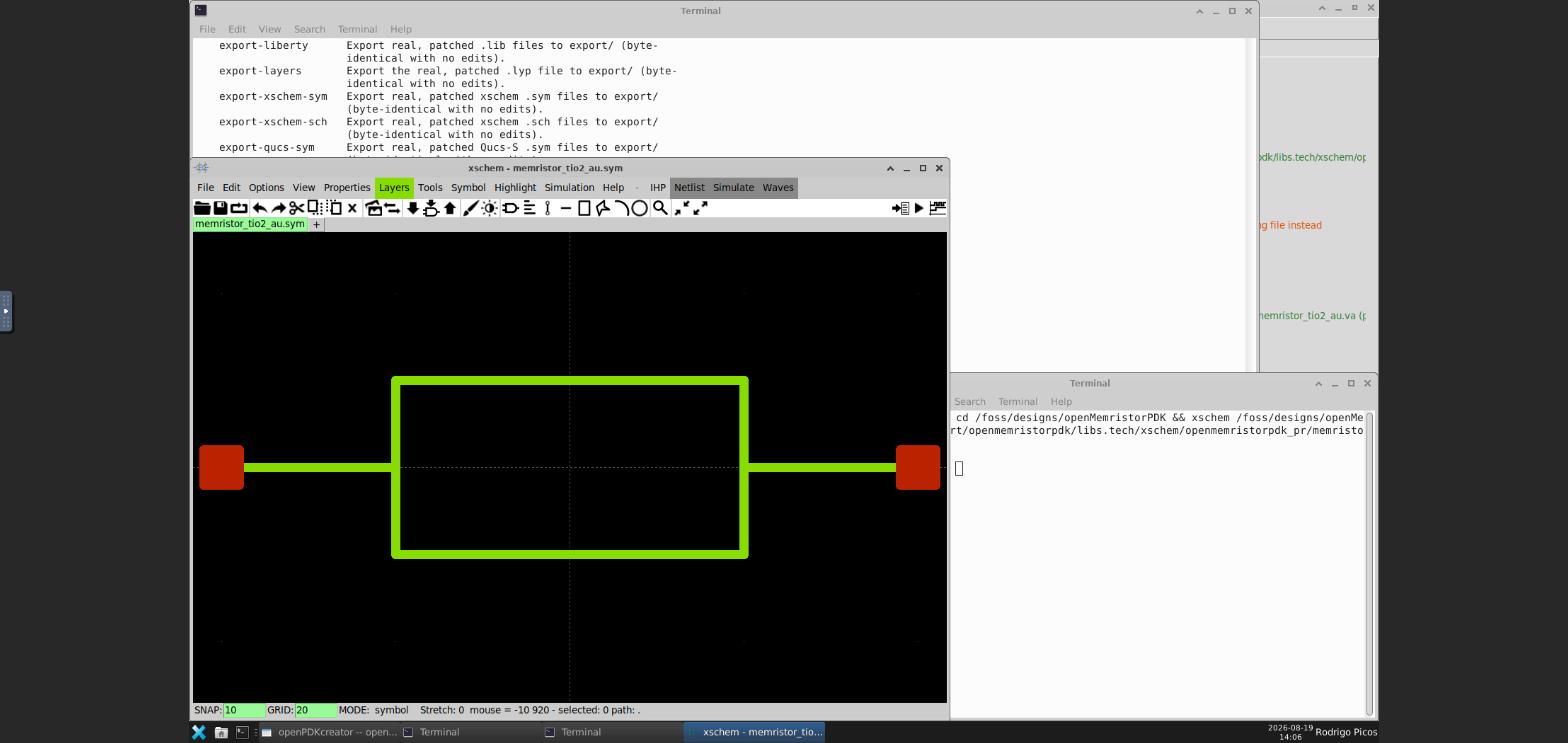 Terminal
File Edit View Search Terminal Help
export-liberty Export real, patched .lib files to export/ (byte-
identical with no edits).
export-layers Export the real, patched .lyp file to export/ (byte-
identical with no edits).
export-xschem-sym Export real, patched xschem .sym files to export/
(byte-identical with no edits).
export-xschem-sch Export real, patched xschem .sch files to export/
(byte-identical with no edits).
export-qucs-sym Export real, patched Qucs-S .sym files to export/
dk/libs.tech/xschem/op
g file instead
memristor_tio2_au.va (p
xschem - memristor_tio2_au.sym
File Edit Options View Properties Layers Tools Symbol Highlight Simulation Help - IHP Netlist Simulate Waves
memristor_tio2_au.sym +
Terminal
Search Terminal Help
cd /foss/designs/openMemristorPDK && xschem /foss/designs/openMe
rt/openmemristorpdk/libs.tech/xschem/openmemristorpdk_pr/memristo
SNAP: 10 GRID: 20 MODE: symbol Stretch: 0 mouse = -10 920 - selected: 0 path: .
openPDKcreator -- open... Terminal Terminal xschem - memristor_tio... 2026-08-19 Rodrigo Picos
14:06